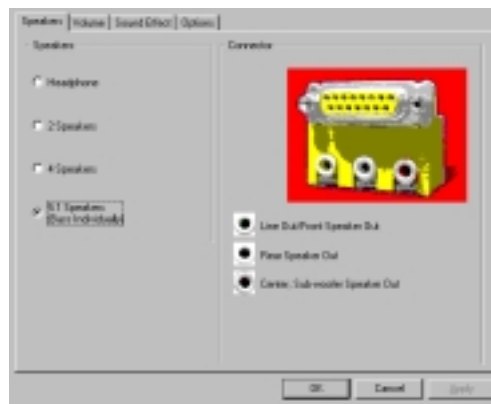 Speakers Volume Sound Effect Options
Speakers
Connector
Headphone
2 Speakers
4 Speakers
5.1 Speakers
(Bass Individually)
Line Out/Front Speaker Out
Rear Speaker Out
Center, Sub-woofer Speaker Out
OK Cancel Apply